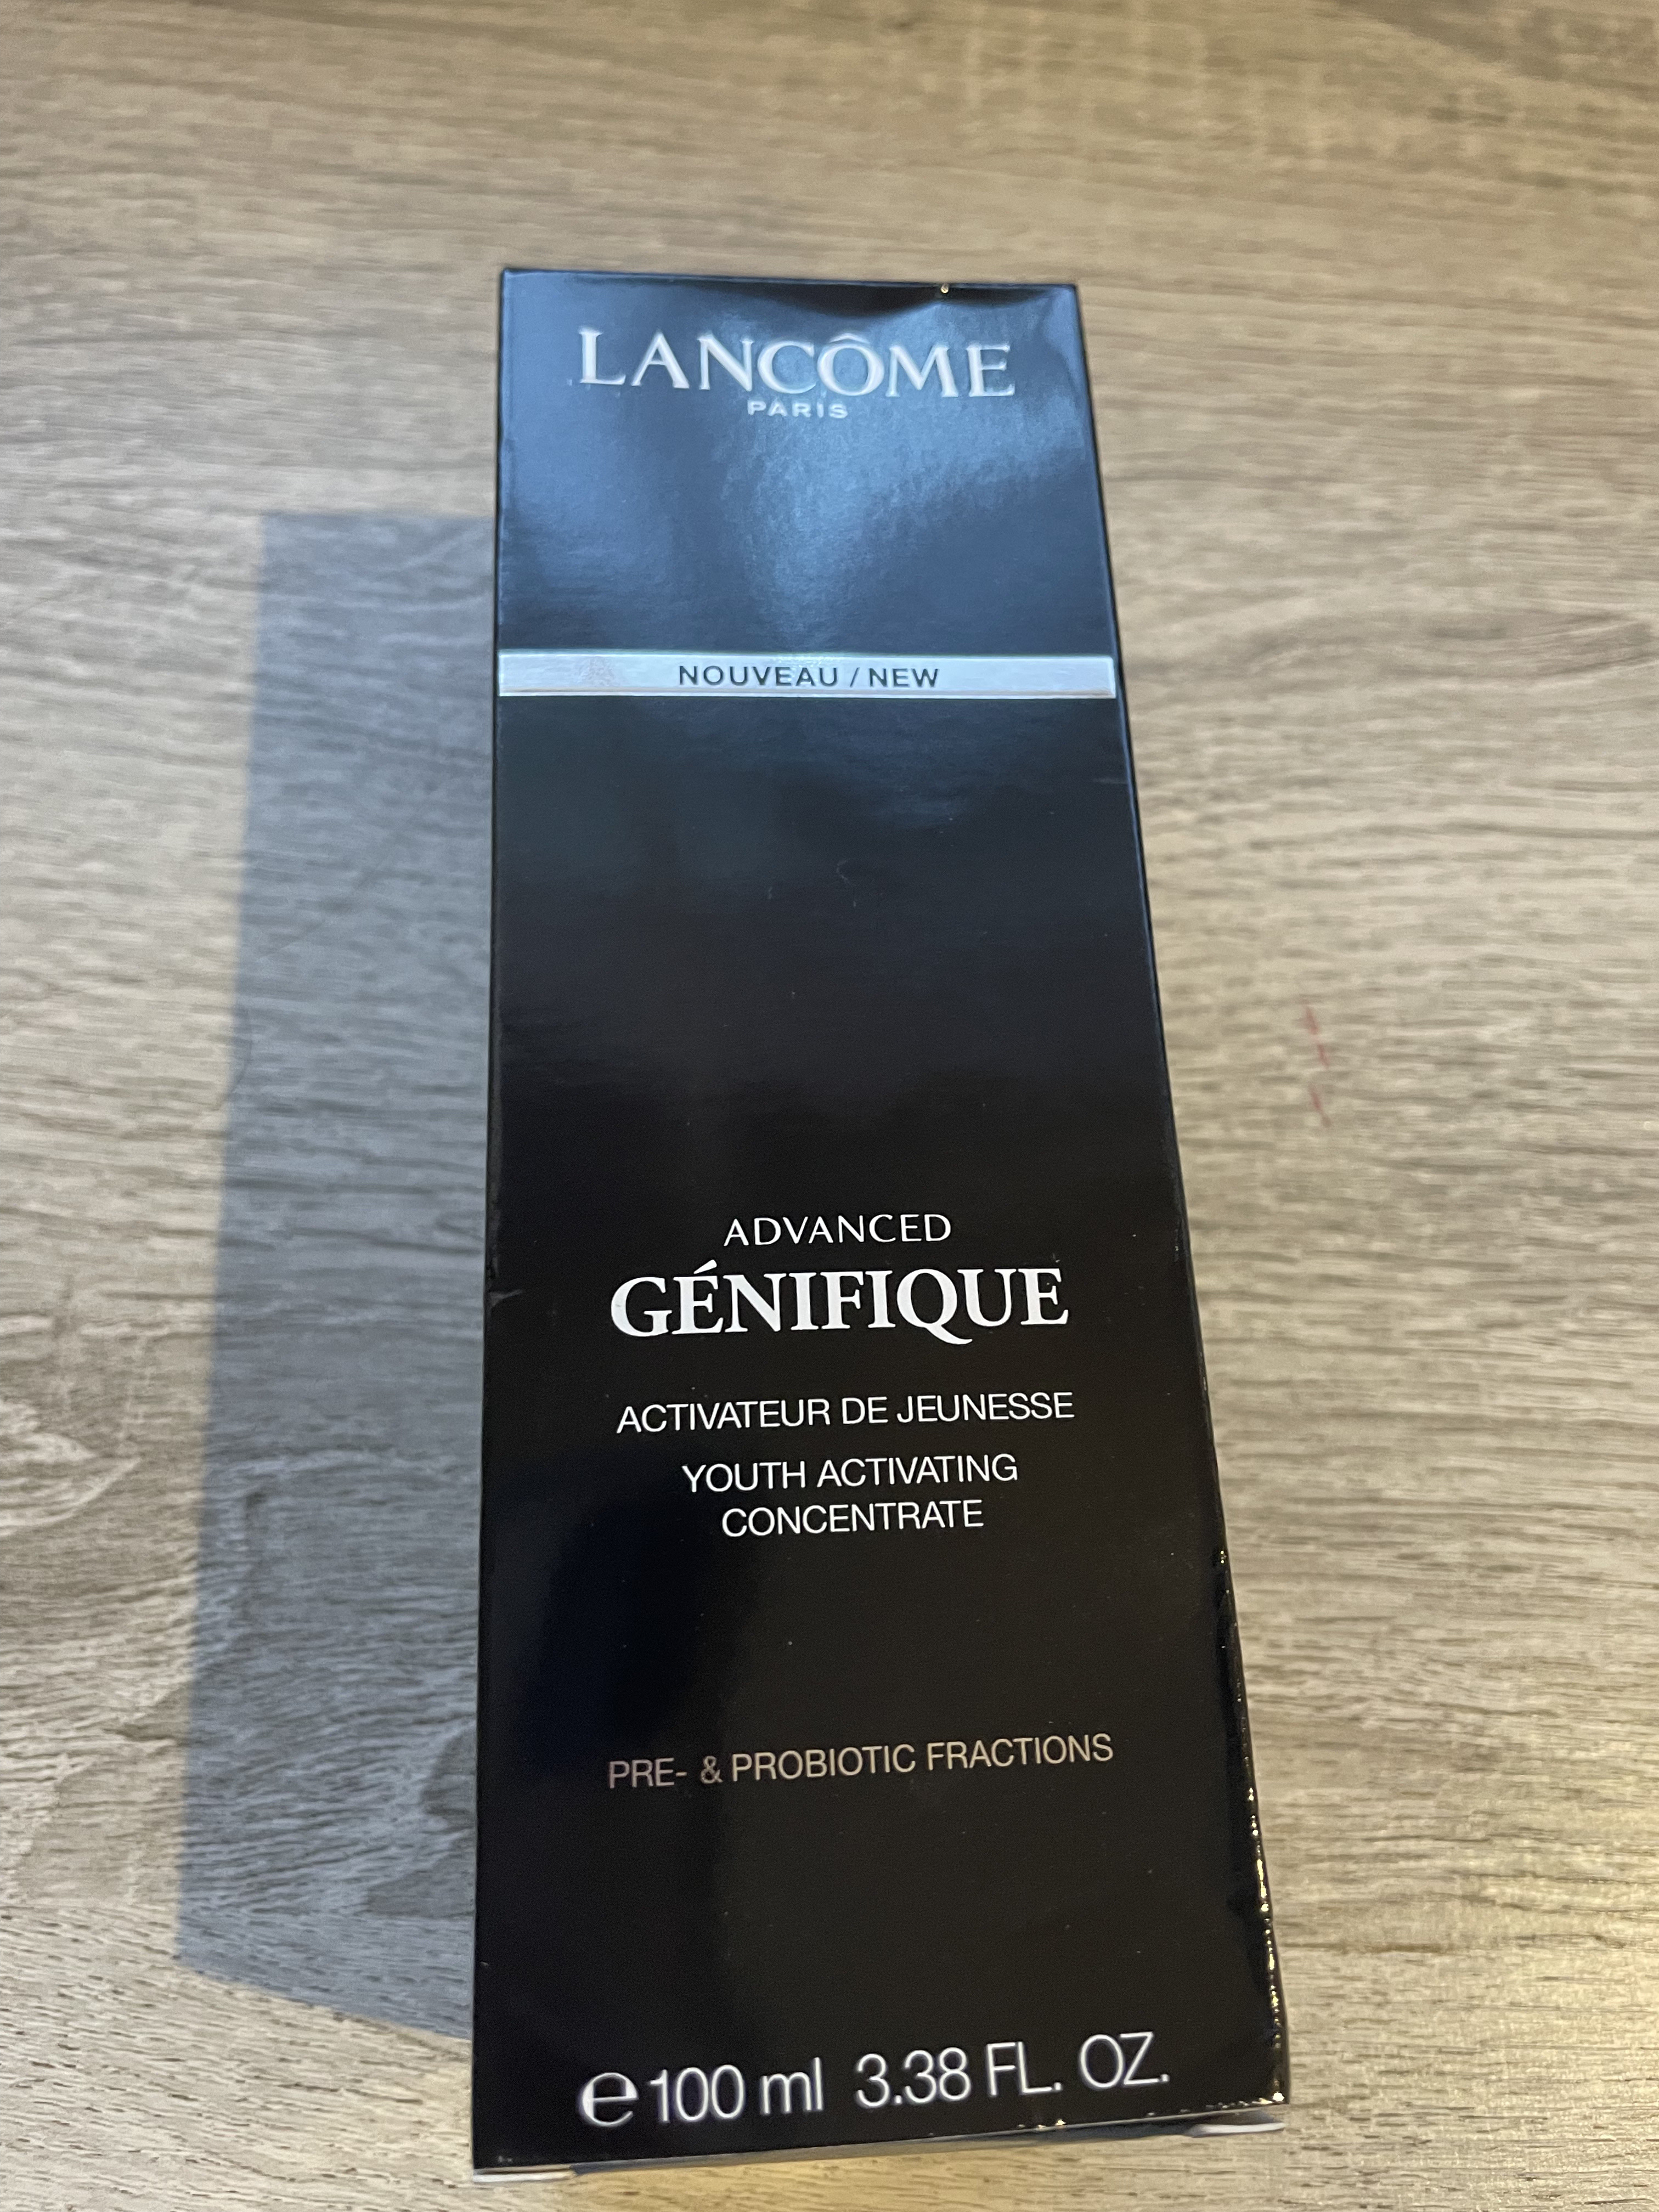 LANCÔME
PARIS
NOUVEAU / NEW
ADVANCED
GÉNIFIQUE
ACTIVATEUR DE JEUNESSE
YOUTH ACTIVATING
CONCENTRATE
PRE- & PROBIOTIC FRACTIONS
℮ 100 ml 3.38 FL. OZ.